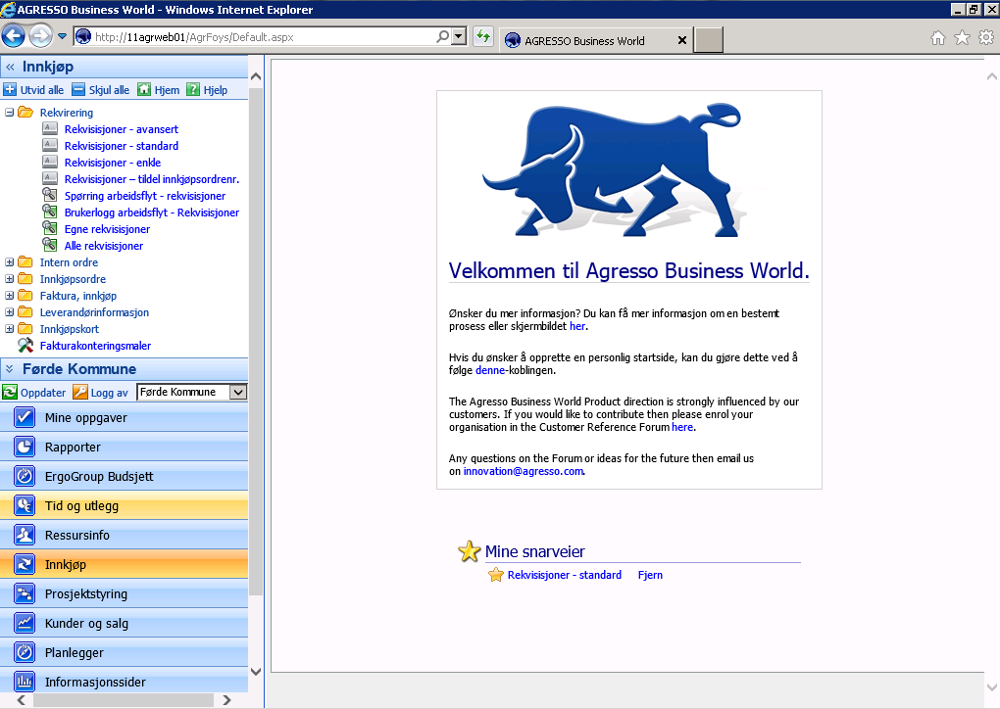 AGRESSO Business World - Windows Internet Explorer
http://11agrweb01/AgrFoys/Default.aspx
AGRESSO Business World
Innkjøp
Utvid alle Skjul alle Hjem Hjelp
Rekvirering
Rekvisisjoner - avansert
Rekvisisjoner - standard
Rekvisisjoner - enkle
Rekvisisjoner – tildel innkjøpsordrenr.
Spørring arbeidsflyt - rekvisisjoner
Brukerlogg arbeidsflyt - Rekvisisjoner
Egne rekvisisjoner
Alle rekvisisjoner
Intern ordre
Innkjøpsordre
Faktura, innkjøp
Leverandørinformasjon
Innkjøpskort
Fakturakonteringsmaler
Førde Kommune
Oppdater Logg av Førde Kommune
Mine oppgaver
Rapporter
ErgoGroup Budsjett
Tid og utlegg
Ressursinfo
Innkjøp
Prosjektstyring
Kunder og salg
Planlegger
Informasjonssider
Velkommen til Agresso Business World.
Ønsker du mer informasjon? Du kan få mer informasjon om en bestemt
prosess eller skjermbildet her.
Hvis du ønsker å opprette en personlig startside, kan du gjøre dette ved å
følge denne-koblingen.
The Agresso Business World Product direction is strongly influenced by our
customers. If you would like to contribute then please enrol your
organisation in the Customer Reference Forum here.
Any questions on the Forum or ideas for the future then email us
on innovation@agresso.com.
Mine snarveier
Rekvisisjoner - standard Fjern